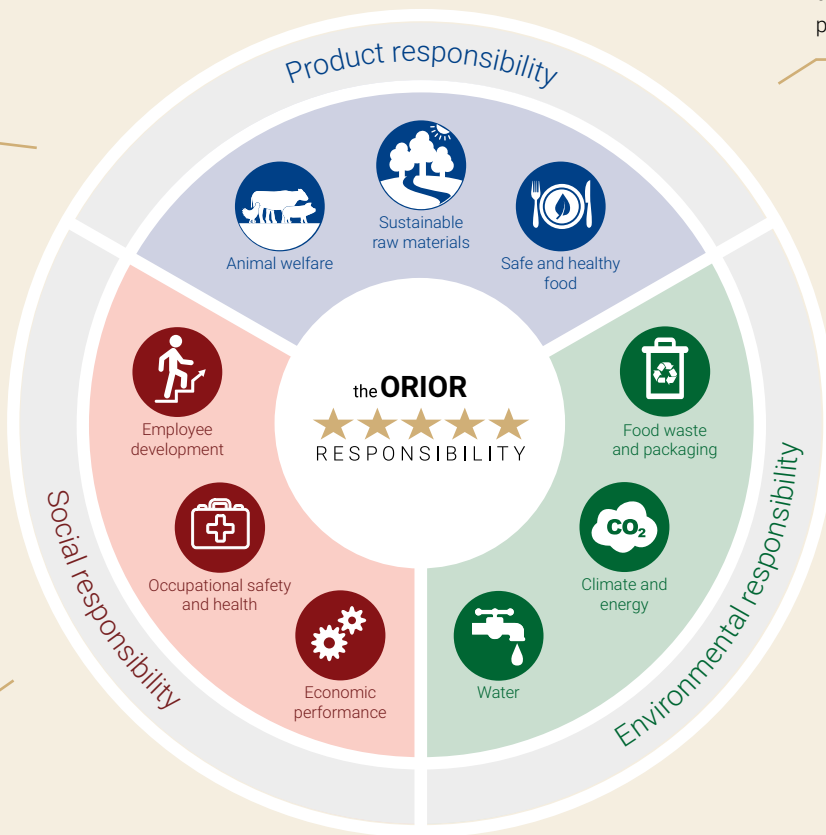 p
Product responsibility
Animal welfare
Sustainable
raw materials
Safe and healthy
food
the ORIOR
RESPONSIBILITY
Employee
development
Occupational safety
and health
Economic
performance
Social responsibility
Food waste
and packaging
CO₂
Climate and
energy
Water
Environmental responsibility